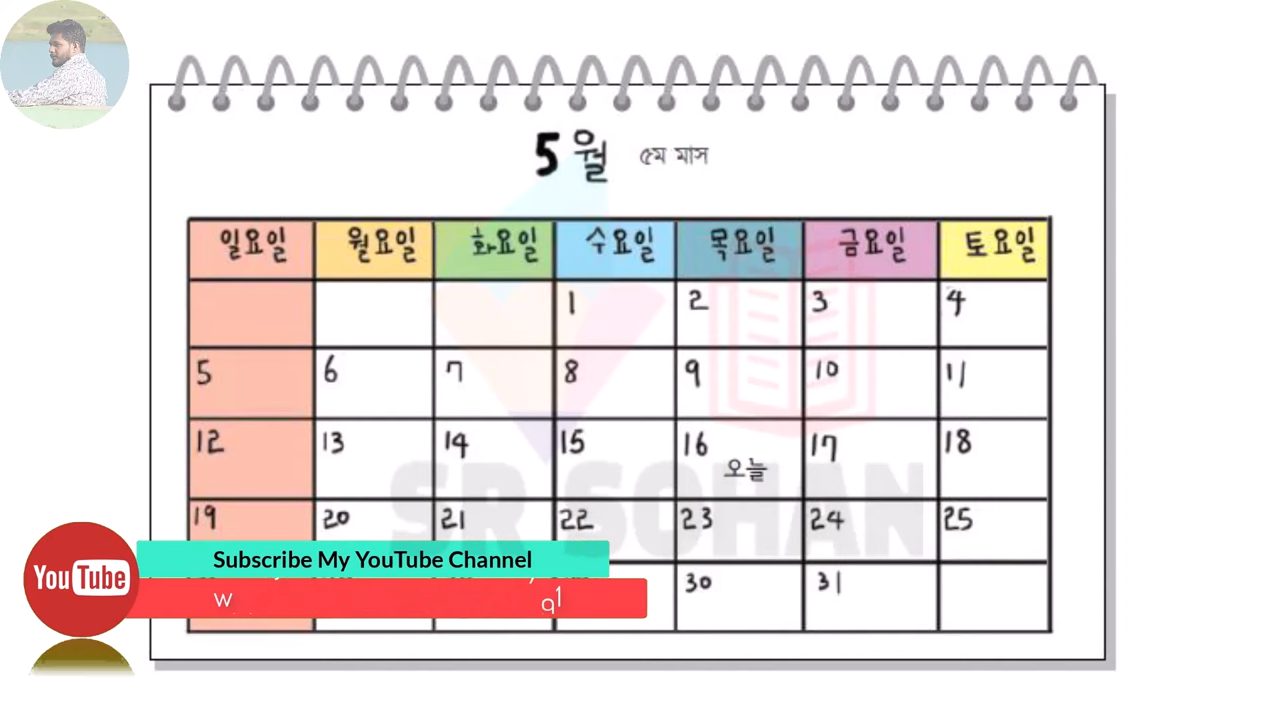 5월 ৫ম মাস
일요일 월요일 화요일 수요일 목요일 금요일 토요일
1 2 3 4
5 6 7 8 9 10 11
12 13 14 15 16 17 18
오늘
SR SOHAN
19 20 21 22 23 24 25
Subscribe My YouTube Channel
YouTube
30 31
w